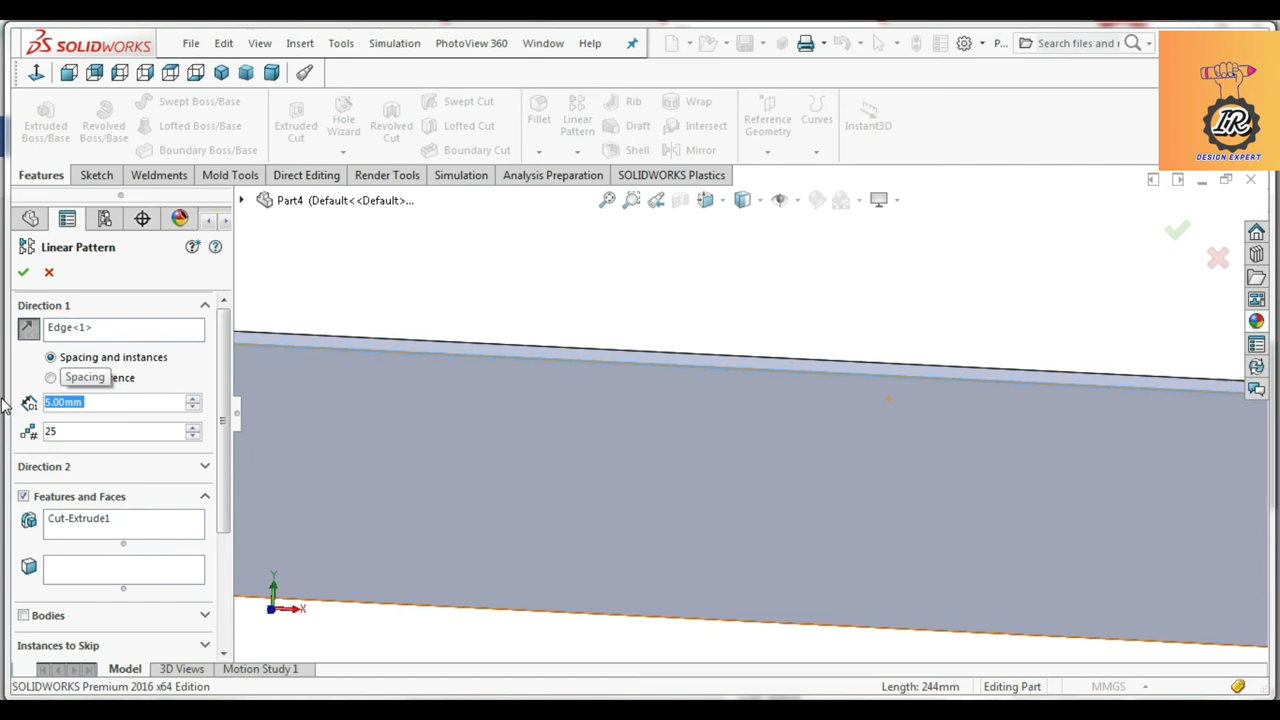 SOLIDWORKS File Edit View Insert Tools Simulation PhotoView 360 Window Help P... Search files and r
IR
DESIGN EXPERT
Extruded Boss/Base
Revolved Boss/Base
Swept Boss/Base
Lofted Boss/Base
Boundary Boss/Base
Extruded Cut
Hole Wizard
Revolved Cut
Swept Cut
Lofted Cut
Boundary Cut
Fillet
Linear Pattern
Rib
Draft
Shell
Wrap
Intersect
Mirror
Reference Geometry
Curves
Instant3D
Features Sketch Weldments Mold Tools Direct Editing Render Tools Simulation Analysis Preparation SOLIDWORKS Plastics
Part4 (Default<<Default>...
Linear Pattern
Direction 1
Edge<1>
Spacing and instances
Spacing
D1
5.00mm
# 25
Direction 2
Features and Faces
Cut-Extrude1
Bodies
Instances to Skip
Y
X
Model 3D Views Motion Study 1
SOLIDWORKS Premium 2016 x64 Edition Length: 244mm Editing Part MMGS